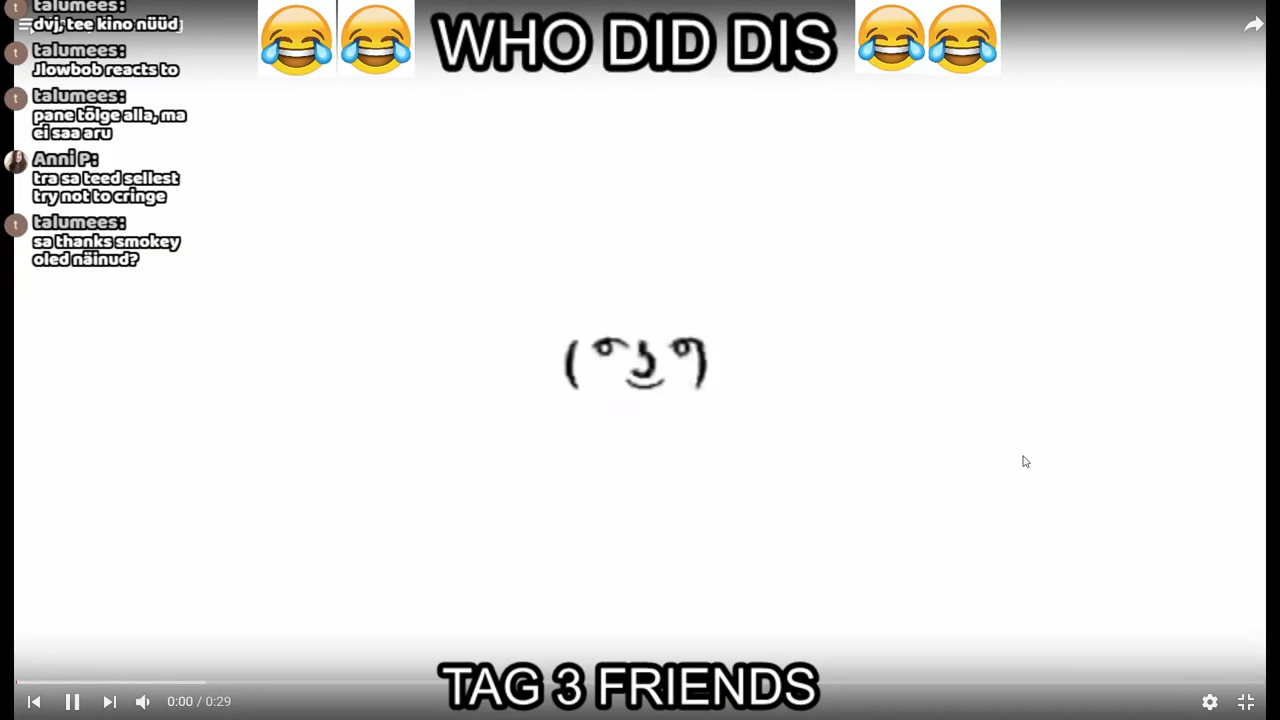 talumees:
dvj, tee kino nüüd
talumees:
Jlowbob reacts to
talumees:
pane tõlge alla, ma
ei saa aru
Anni P:
tra sa teed sellest
try not to cringe
talumees:
sa thanks smokey
oled näinud?
WHO DID DIS
( ͡° ͜ʖ ͡°)
TAG 3 FRIENDS
0:00 / 0:29